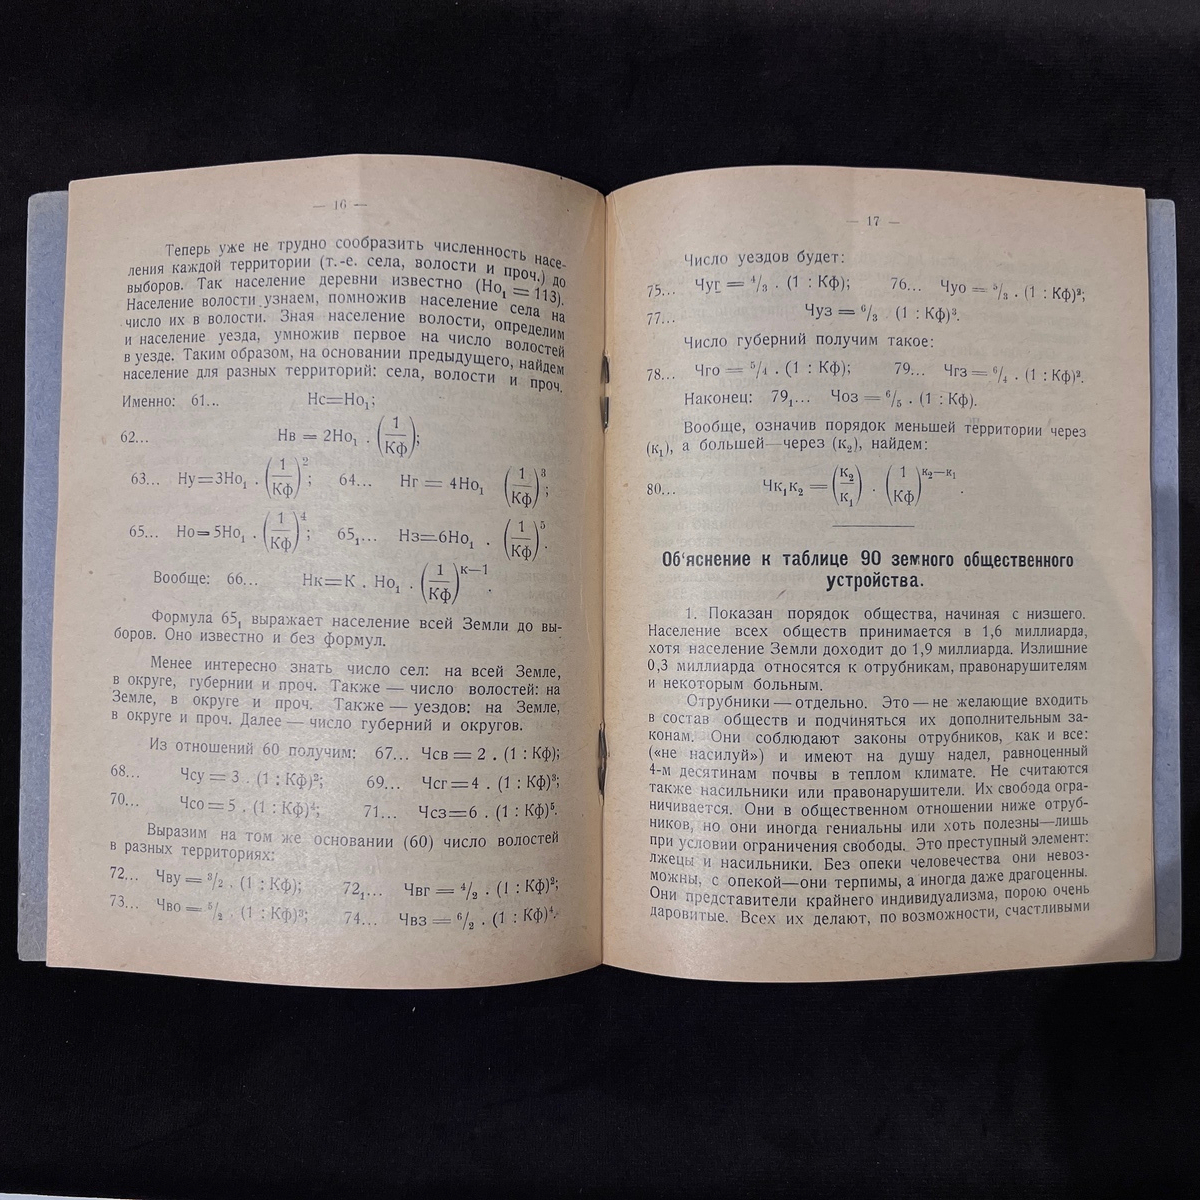 — 16 —
Теперь уже не трудно сообразить численность насе-
ления каждой территории (т.-е. села, волости и проч.) до
выборов. Так население деревни известно (Но₁ = 113).
Население волости узнаем, помножив население села на
число их в волости. Зная население волости, определим
и население уезда, умножив первое на число волостей
в уезде. Таким образом, на основании предыдущего, найдем
население для разных территорий: села, волости и проч.
Именно: 61... Нс=Но₁;
62... Нв = 2Но₁ . (1/Кф);
63... Ну=3Но₁ . (1/Кф)²; 64... Нг = 4Но₁ (1/Кф)³;
65... Но=5Но₁ . (1/Кф)⁴; 65₁... Нз=6Но₁ . (1/Кф)⁵.
Вообще: 66... Нк=К . Но₁ . (1/Кф)ᴷ⁻¹.
Формула 65₁ выражает население всей Земли до вы-
боров. Оно известно и без формул.
Менее интересно знать число сел: на всей Земле,
в округе, губернии и проч. Также — число волостей: на
Земле, в округе и проч. Также — уездов: на Земле,
в округе и проч. Далее — число губерний и округов.
Из отношений 60 получим: 67... Чсв = 2 . (1 : Кф);
68... Чсу = 3 . (1 : Кф)²; 69... Чсг = 4 . (1 : Кф)³;
70... Чсо = 5 . (1 : Кф)⁴; 71... Чсз=6 . (1 : Кф)⁵.
Выразим на том же основании (60) число волостей
в разных территориях:
72... Чву = ³/₂ . (1 : Кф); 72₁... Чвг = ⁴/₂ . (1 : Кф)²;
73... Чво = ⁵/₂ . (1 : Кф)³; 74... Чвз = ⁶/₂ . (1 : Кф)⁴.
— 17 —
Число уездов будет:
75... Чуг = ⁴/₃ . (1 : Кф); 76... Чуо = ⁵/₃ . (1 : Кф)²;
77... Чуз = ⁶/₃ . (1 : Кф)³.
Число губерний получим такое:
78... Чго = ⁵/₄ . (1 : Кф); 79... Чгз = ⁶/₄ . (1 : Кф)².
Наконец: 79₁... Чоз = ⁶/₅ . (1 : Кф).
Вообще, означив порядок меньшей территории через
(к₁), а большей—через (к₂), найдем:
80... Чк₁к₂ = (к₂/к₁) . (1/Кф)ᴷ²⁻ᴷ¹ .
Об'яснение к таблице 90 земного общественного
устройства.
1. Показан порядок общества, начиная с низшего.
Население всех обществ принимается в 1,6 миллиарда,
хотя население Земли доходит до 1,9 миллиарда. Излишние
0,3 миллиарда относятся к отрубникам, правонарушителям
и некоторым больным.
Отрубники — отдельно. Это — не желающие входить
в состав обществ и подчиняться их дополнительным за-
конам. Они соблюдают законы отрубников, как и все:
(«не насилуй») и имеют на душу надел, равноценный
4-м десятинам почвы в теплом климате. Не считаются
также насильники или правонарушители. Их свобода огра-
ничивается. Они в общественном отношении ниже отруб-
ников, но они иногда гениальны или хоть полезны—лишь
при условии ограничения свободы. Это преступный элемент:
лжецы и насильники. Без опеки человечества они невоз-
можны, с опекой—они терпимы, а иногда даже драгоценны.
Они представители крайнего индивидуализма, порою очень
даровитые. Всех их делают, по возможности, счастливыми